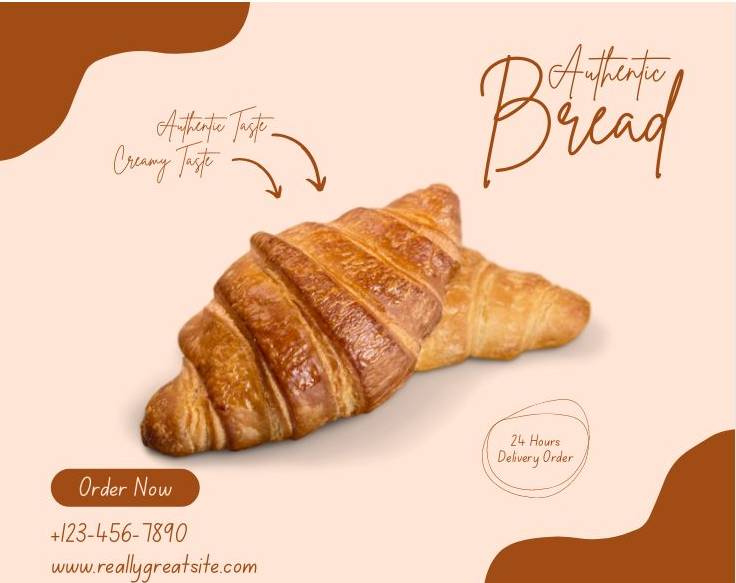 Authentic
Bread
Authentic Taste
Creamy Taste
24 Hours
Delivery Order
Order Now
+123-456-7890
www.reallygreatsite.com